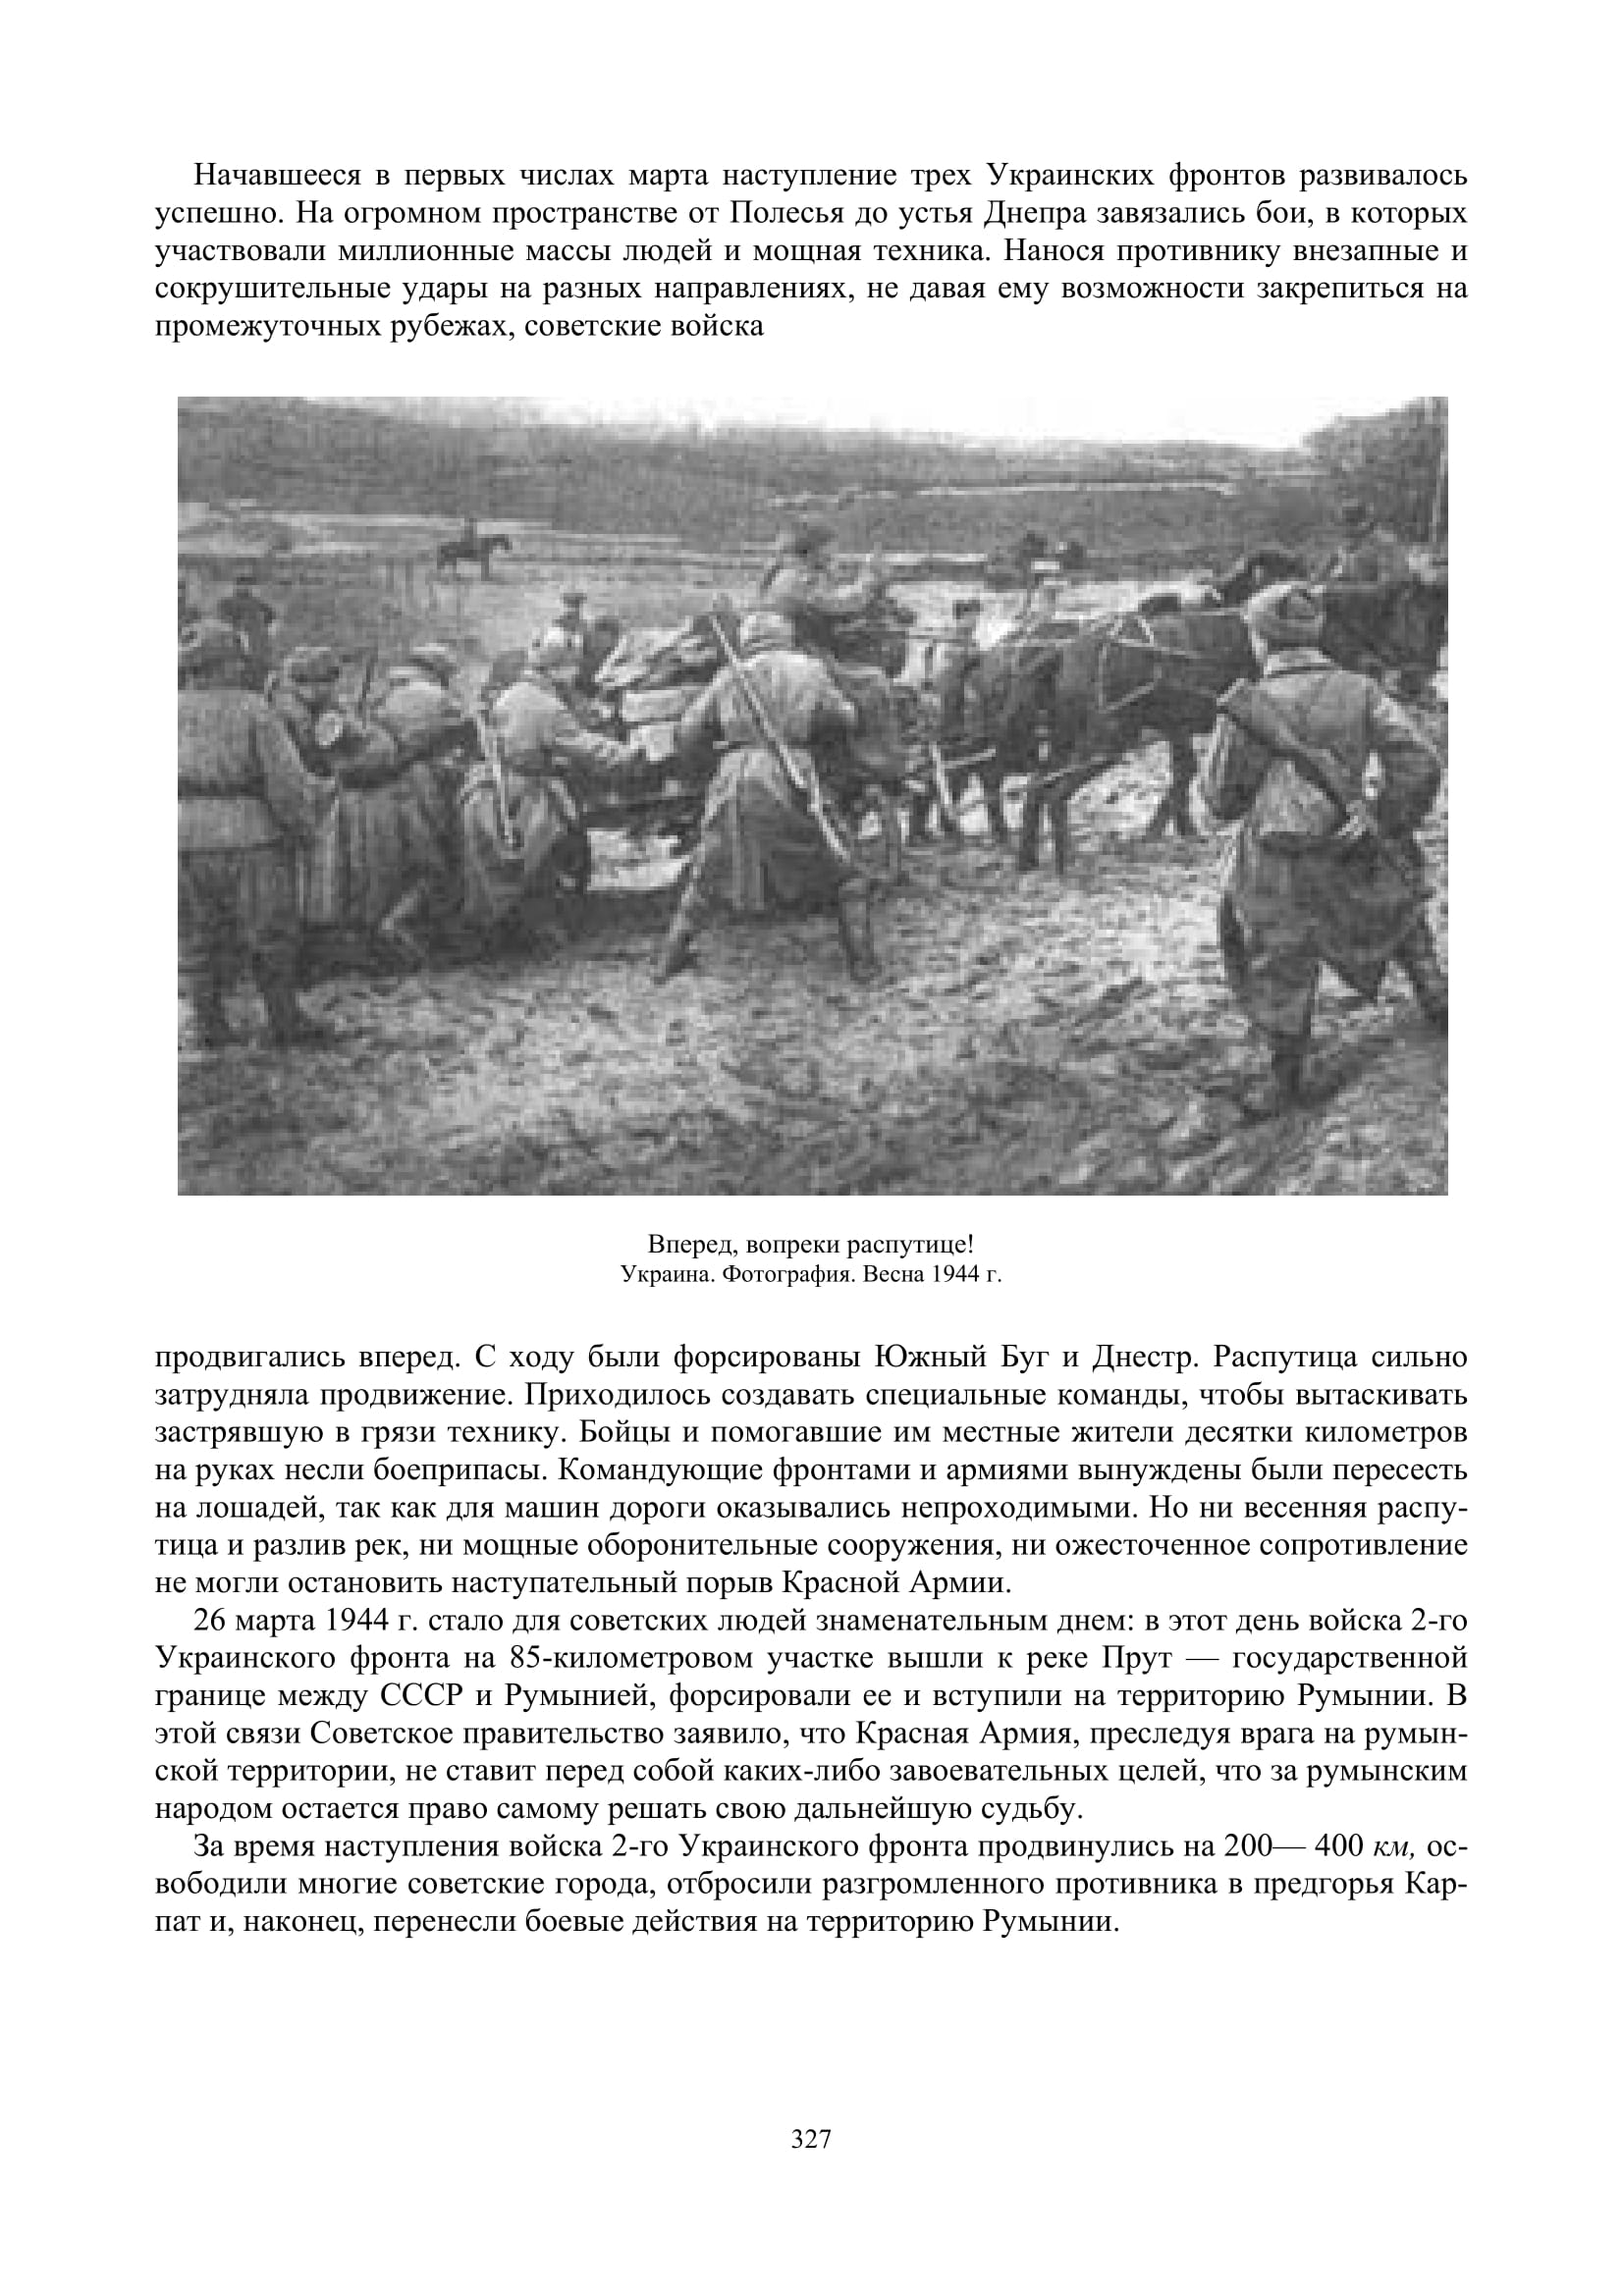 Начавшееся в первых числах марта наступление трех Украинских фронтов развивалось
успешно. На огромном пространстве от Полесья до устья Днепра завязались бои, в которых
участвовали миллионные массы людей и мощная техника. Нанося противнику внезапные и
сокрушительные удары на разных направлениях, не давая ему возможности закрепиться на
промежуточных рубежах, советские войска
Вперед, вопреки распутице!
Украина. Фотография. Весна 1944 г.
продвигались вперед. С ходу были форсированы Южный Буг и Днестр. Распутица сильно
затрудняла продвижение. Приходилось создавать специальные команды, чтобы вытаскивать
застрявшую в грязи технику. Бойцы и помогавшие им местные жители десятки километров
на руках несли боеприпасы. Командующие фронтами и армиями вынуждены были пересесть
на лошадей, так как для машин дороги оказывались непроходимыми. Но ни весенняя распу-
тица и разлив рек, ни мощные оборонительные сооружения, ни ожесточенное сопротивление
не могли остановить наступательный порыв Красной Армии.
26 марта 1944 г. стало для советских людей знаменательным днем: в этот день войска 2-го
Украинского фронта на 85-километровом участке вышли к реке Прут — государственной
границе между СССР и Румынией, форсировали ее и вступили на территорию Румынии. В
этой связи Советское правительство заявило, что Красная Армия, преследуя врага на румын-
ской территории, не ставит перед собой каких-либо завоевательных целей, что за румынским
народом остается право самому решать свою дальнейшую судьбу.
За время наступления войска 2-го Украинского фронта продвинулись на 200— 400 км, ос-
вободили многие советские города, отбросили разгромленного противника в предгорья Кар-
пат и, наконец, перенесли боевые действия на территорию Румынии.
327